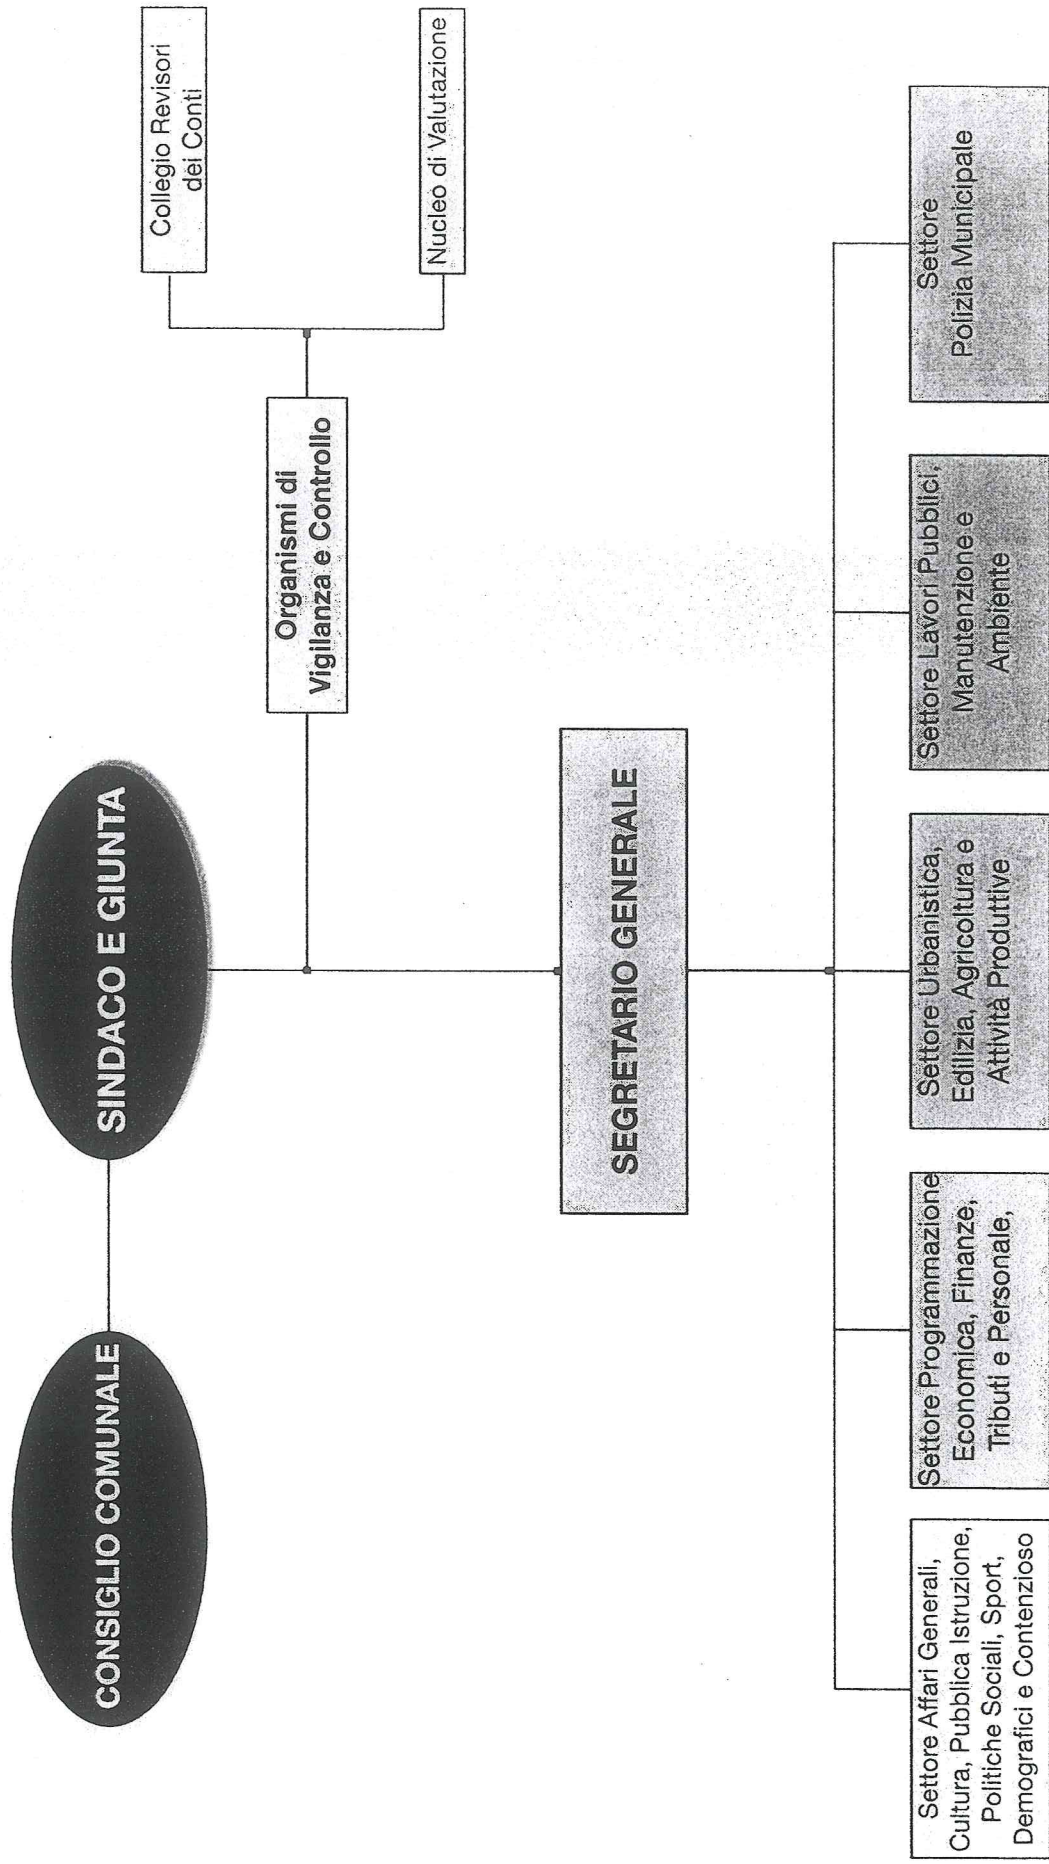 CONSIGLIO COMUNALE
SINDACO E GIUNTA
Collegio Revisori
dei Conti
Organismi di
Vigilanza e Controllo
Nucleo di Valutazione
SEGRETARIO GENERALE
Settore Affari Generali,
Cultura, Pubblica Istruzione,
Politiche Sociali, Sport,
Demografici e Contenzioso
Settore Programmazione
Economica, Finanze,
Tributi e Personale,
Settore Urbanistica,
Edilizia, Agricoltura e
Attività Produttive
Settore Lavori Pubblici,
Manutenzione e
Ambiente
Settore
Polizia Municipale